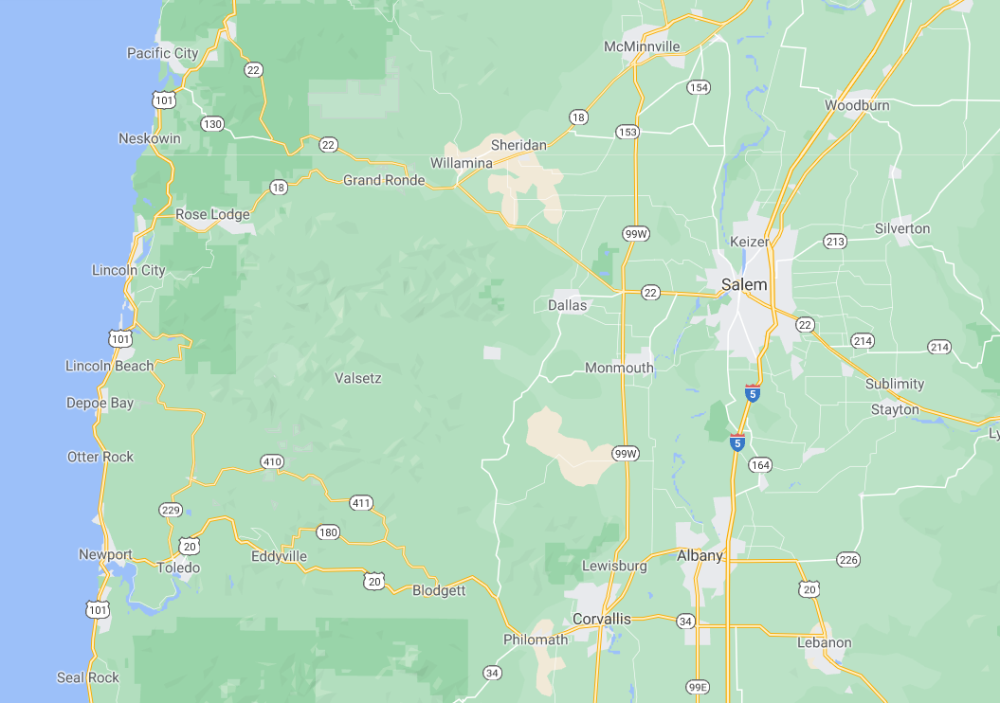 McMinnville
Pacific City
22
154
101
Woodburn
18
130
153
Neskowin
22
Sheridan
Willamina
Grand Ronde
18
Rose Lodge
Silverton
99W
213
Keizer
Lincoln City
Salem
22
Dallas
22
101
214
214
Lincoln Beach
Monmouth
Valsetz
Sublimity
5
Depoe Bay
Stayton
Ly
5
Otter Rock
99W
410
164
411
229
180
20
Newport
Eddyville
Albany
226
Toledo
Lewisburg
20
20
Blodgett
101
Corvallis
34
Philomath
Lebanon
34
Seal Rock
99E